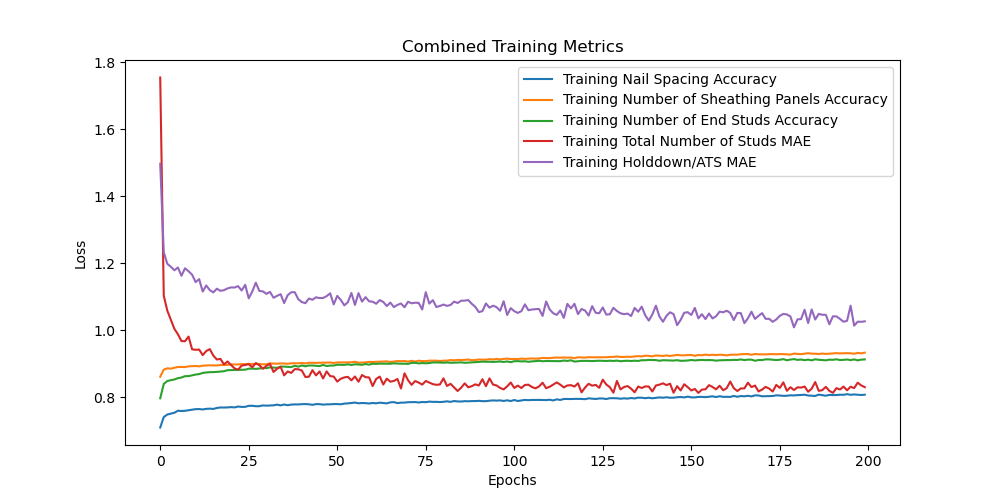 Combined Training Metrics
1.8
1.6
1.4
1.2
1.0
0.8
Loss
Training Nail Spacing Accuracy
Training Number of Sheathing Panels Accuracy
Training Number of End Studs Accuracy
Training Total Number of Studs MAE
Training Holddown/ATS MAE
0 25 50 75 100 125 150 175 200
Epochs